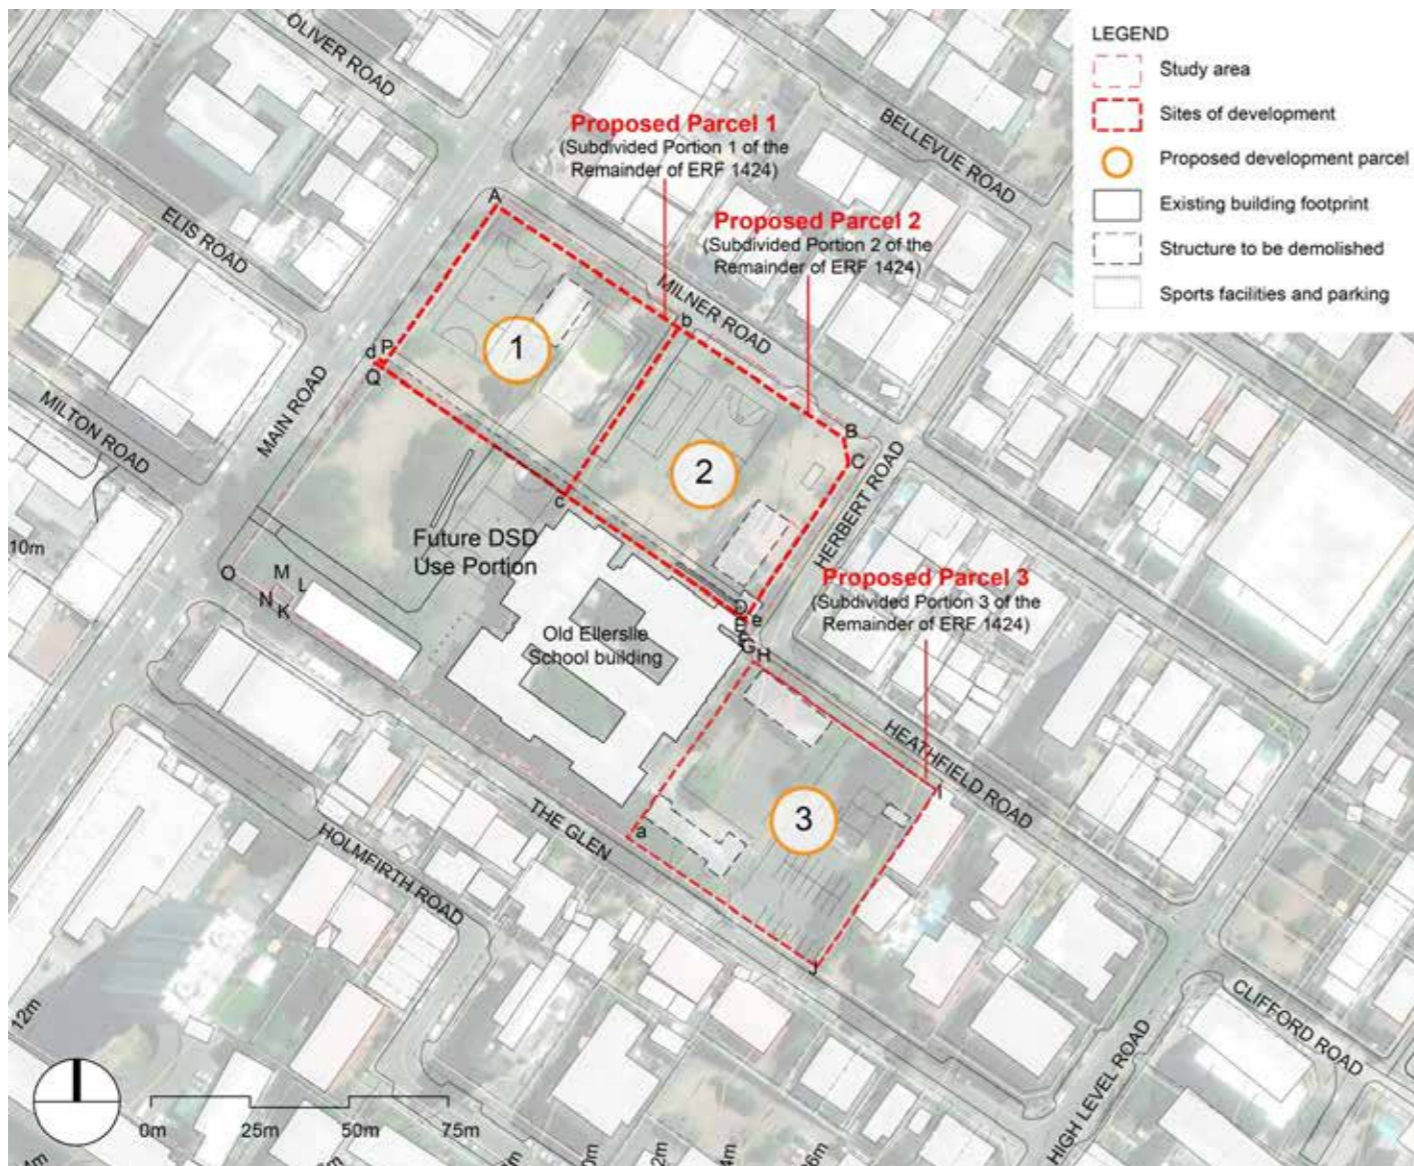 LEGEND
Study area
Sites of development
Proposed development parcel
Existing building footprint
Structure to be demolished
Sports facilities and parking
OLIVER ROAD
BELLEVUE ROAD
Proposed Parcel 1
(Subdivided Portion 1 of the
Remainder of ERF 1424)
A
ELIS ROAD
Proposed Parcel 2
(Subdivided Portion 2 of the
Remainder of ERF 1424)
MILNER ROAD
b
1
d P
Q
MAIN ROAD
MILTON ROAD
B
C
2
HERBERT ROAD
c
Future DSD
Use Portion
10m
O
M
L
N
K
Proposed Parcel 3
(Subdivided Portion 3 of the
Remainder of ERF 1424)
D
E
e
F
G
H
Old Ellerslie
School building
HEATHFIELD ROAD
I
3
a
THE GLEN
HOLMFIRTH ROAD
J
CLIFFORD ROAD
HIGH LEVEL ROAD
12m
0m
25m
50m
75m